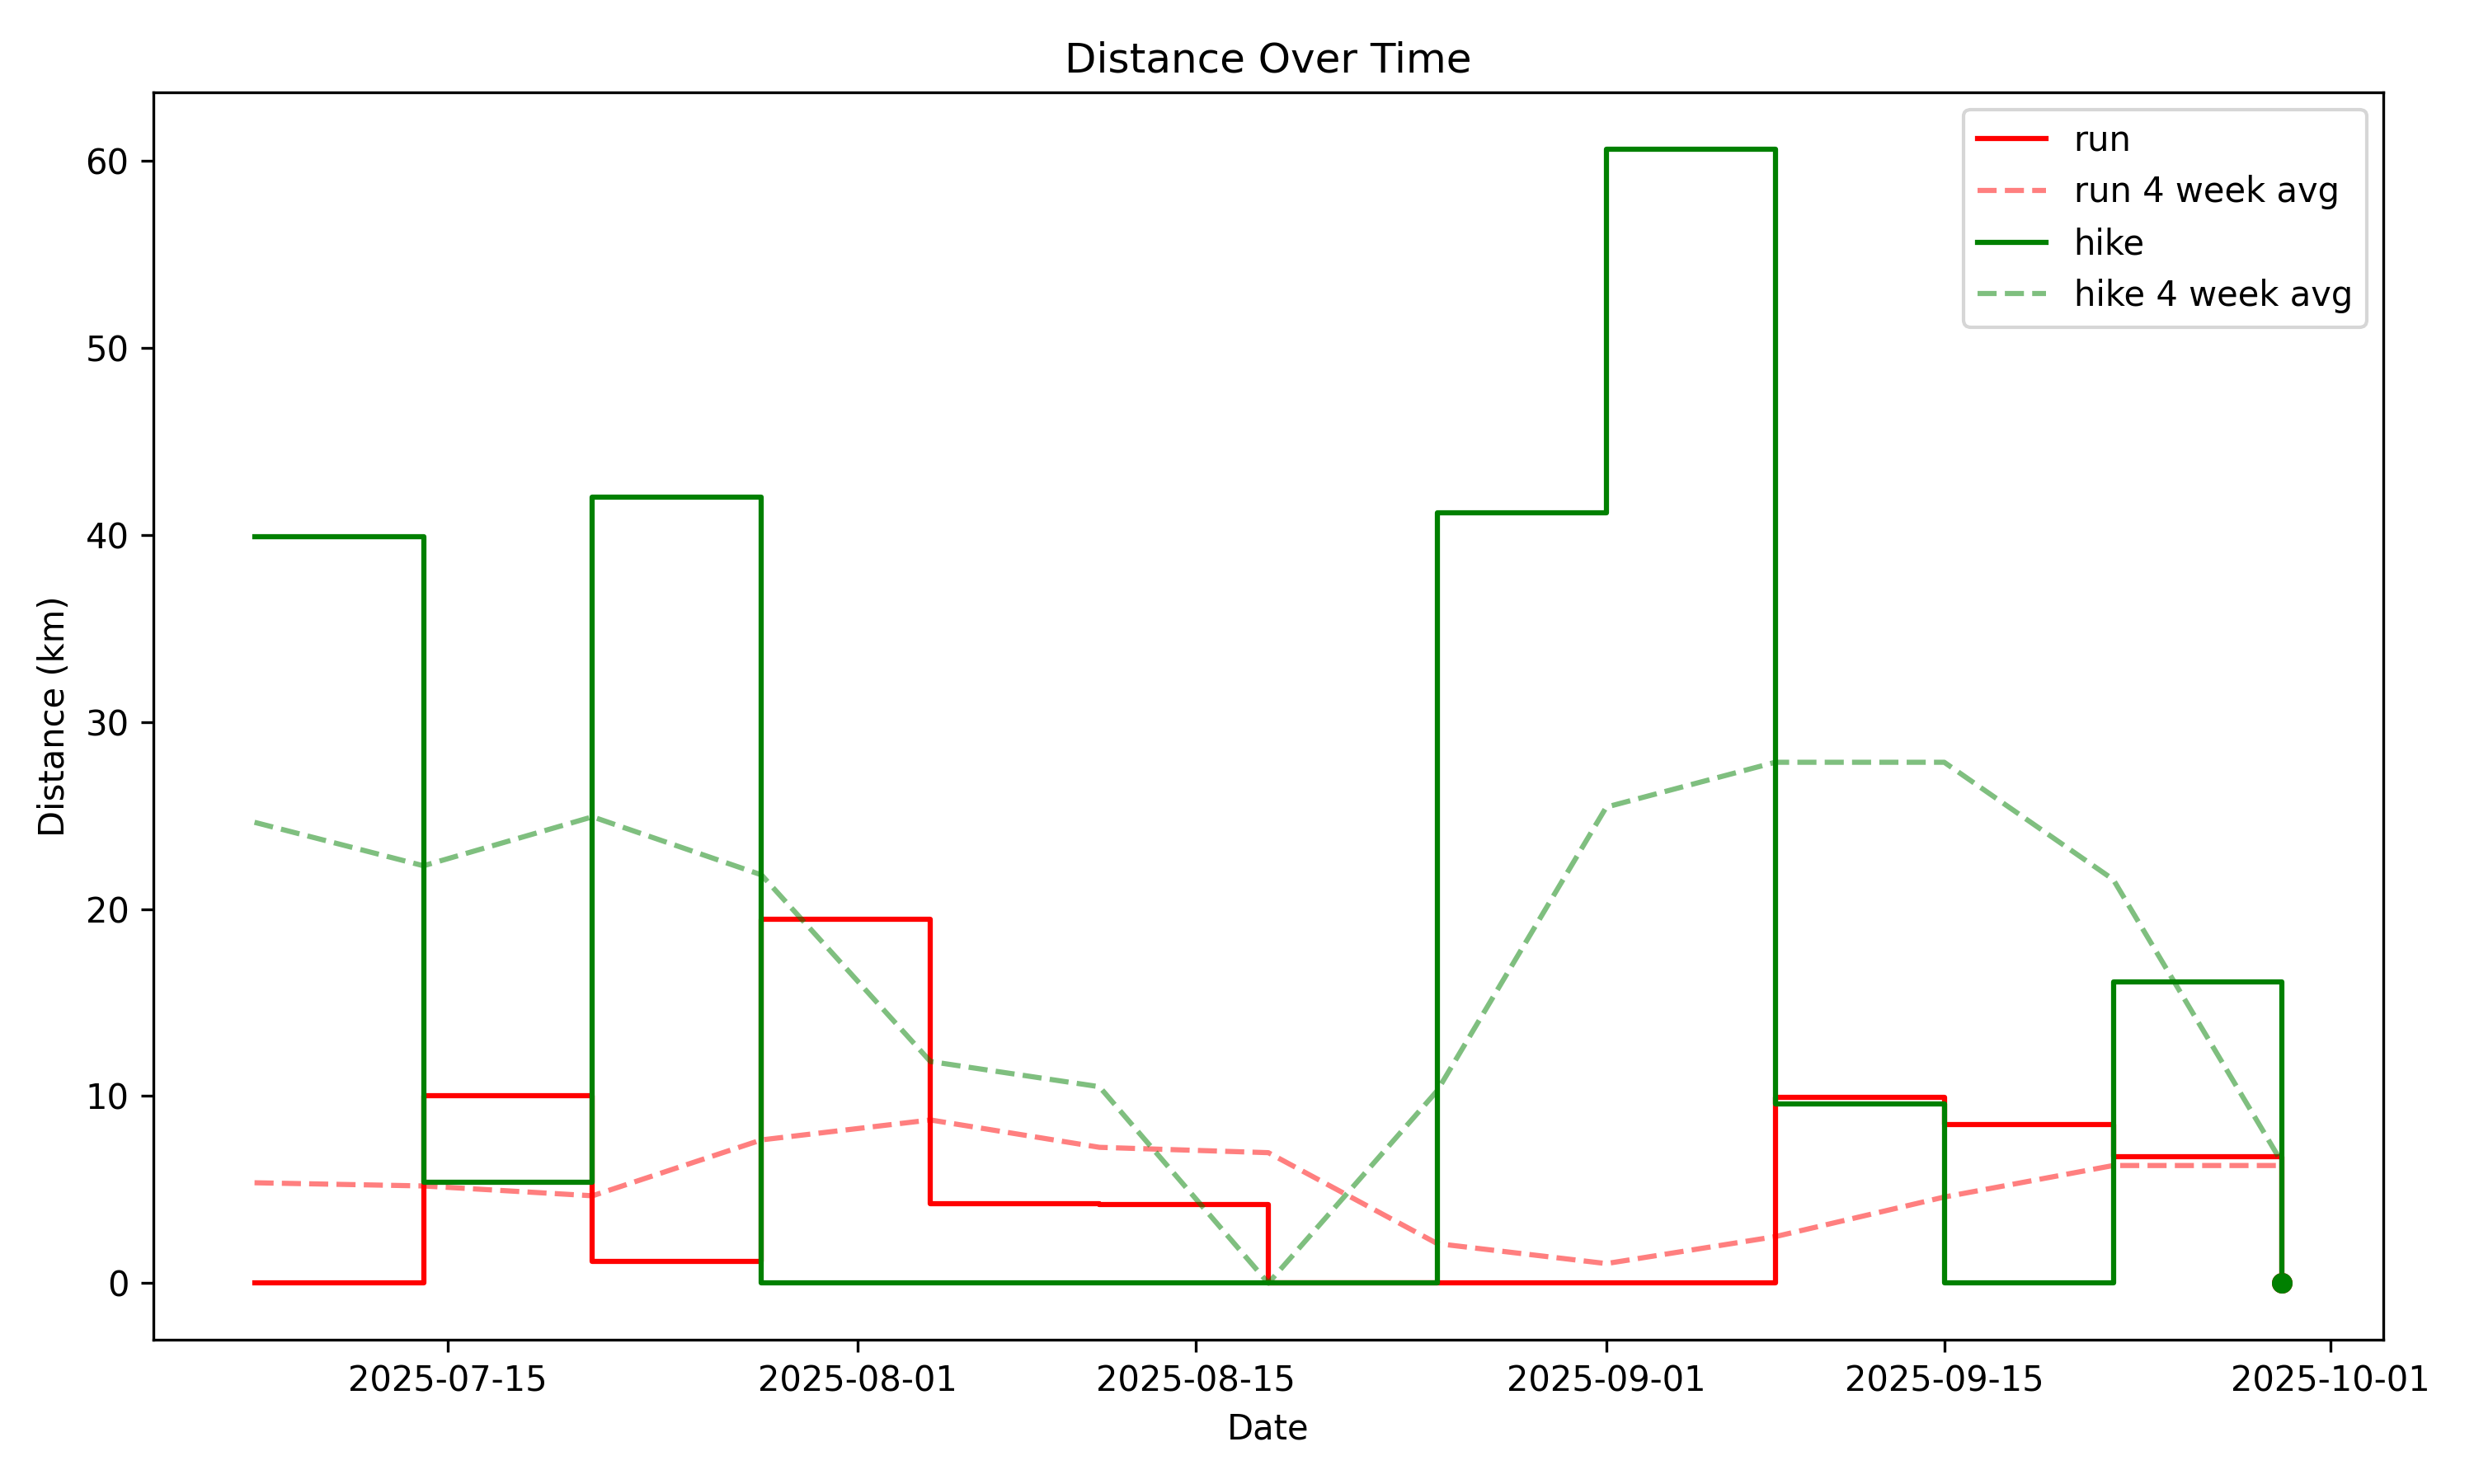 Distance Over Time
run
run 4 week avg
hike
hike 4 week avg
60
50
40
30
20
10
0
Distance (km)
2025-07-15
2025-08-01
2025-08-15
2025-09-01
2025-09-15
2025-10-01
Date